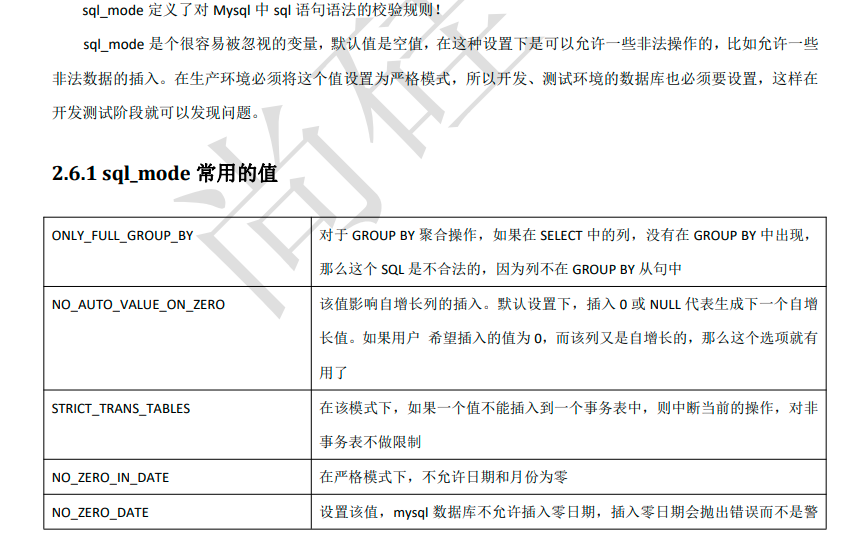 sql_mode 定义了对 Mysql 中 sql 语句语法的校验规则！
sql_mode 是个很容易被忽视的变量，默认值是空值，在这种设置下是可以允许一些非法操作的，比如允许一些
非法数据的插入。在生产环境必须将这个值设置为严格模式，所以开发、测试环境的数据库也必须要设置，这样在
开发测试阶段就可以发现问题。
2.6.1 sql_mode 常用的值
ONLY_FULL_GROUP_BY
对于 GROUP BY 聚合操作，如果在 SELECT 中的列，没有在 GROUP BY 中出现，
那么这个 SQL 是不合法的，因为列不在 GROUP BY 从句中
NO_AUTO_VALUE_ON_ZERO
该值影响自增长列的插入。默认设置下，插入 0 或 NULL 代表生成下一个自增
长值。如果用户 希望插入的值为 0，而该列又是自增长的，那么这个选项就有
用了
STRICT_TRANS_TABLES
在该模式下，如果一个值不能插入到一个事务表中，则中断当前的操作，对非
事务表不做限制
NO_ZERO_IN_DATE
在严格模式下，不允许日期和月份为零
NO_ZERO_DATE
设置该值，mysql 数据库不允许插入零日期，插入零日期会抛出错误而不是警
尚硅